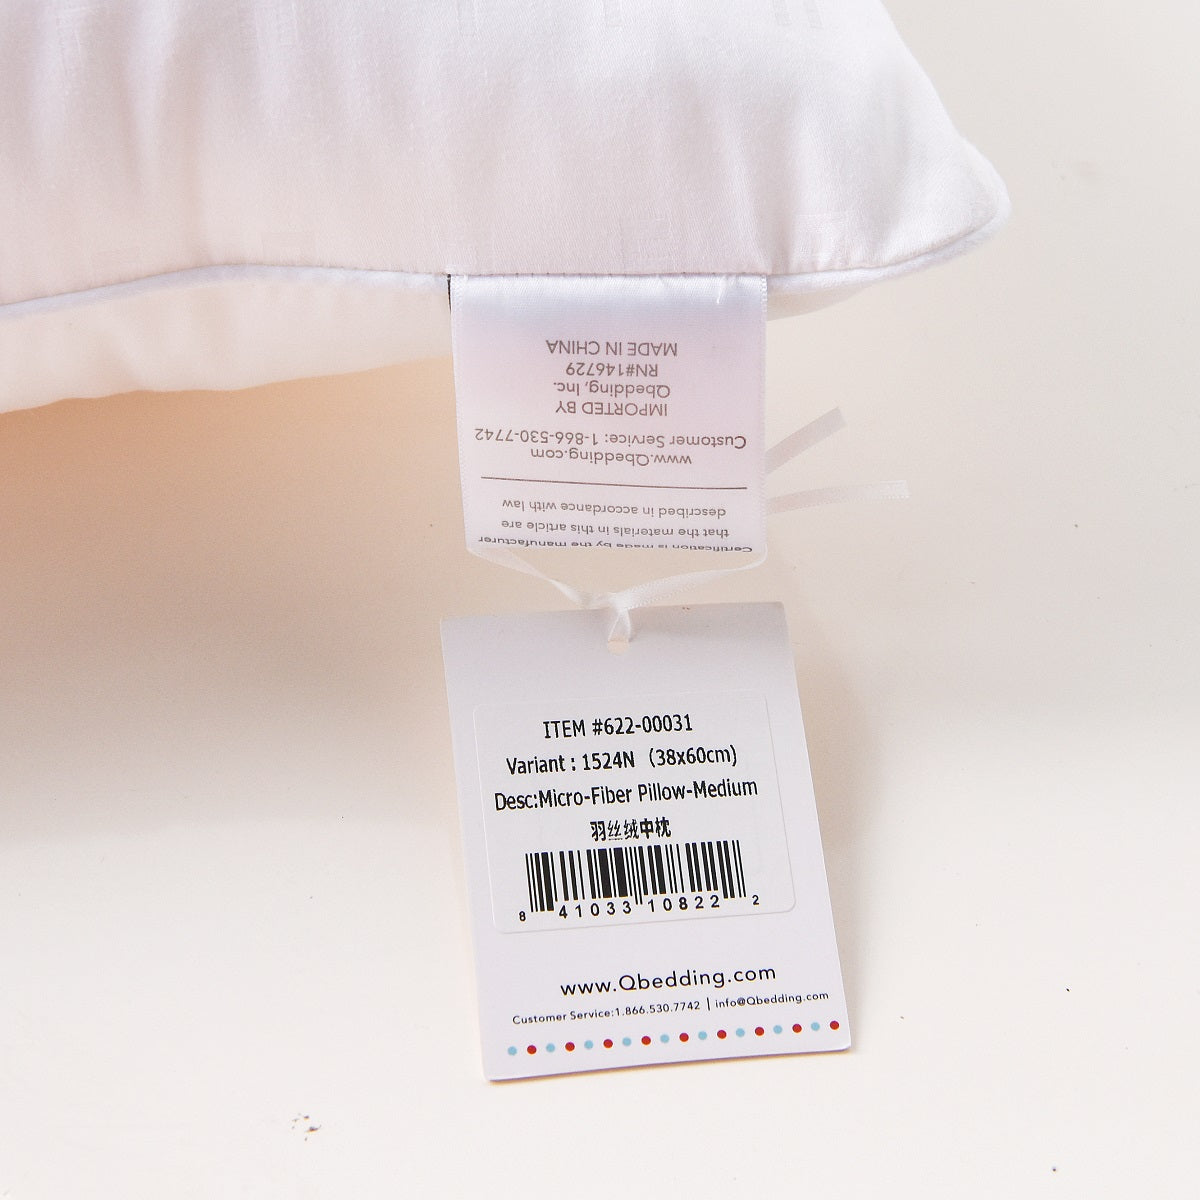 MADE IN CHINA
RN#146729
Qbedding, Inc.
IMPORTED BY
Customer Service: 1-866-530-7742
www.Qbedding.com
described in accordance with law
that the materials in this article are
Certification is made by the manufacturer
ITEM #622-00031
Variant : 1524N (38x60cm)
Desc:Micro-Fiber Pillow-Medium
羽丝绒中枕
8 41033 10822 2
www.Qbedding.com
Customer Service:1.866.530.7742 | info@Qbedding.com